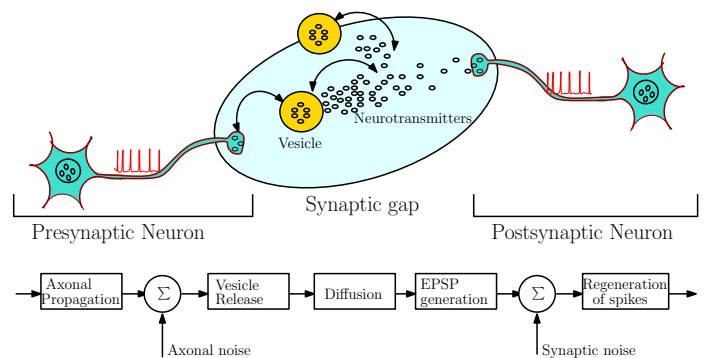 Neurotransmitters
Vesicle
Synaptic gap
Presynaptic Neuron
Postsynaptic Neuron
Axonal
Propagation
Σ
Vesicle
Release
Diffusion
EPSP
generation
Σ
Regeneration
of spikes
Axonal noise
Synaptic noise